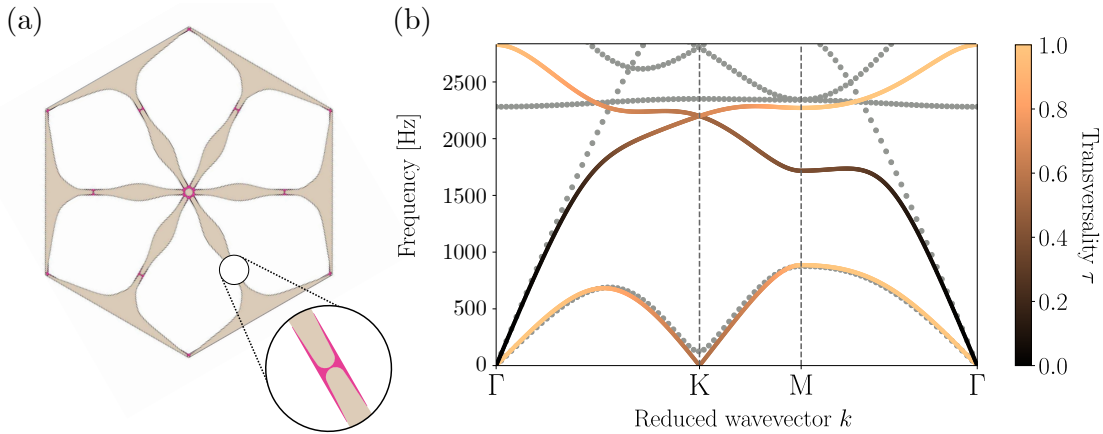 (a)
(b)
Frequency [Hz]
2500
2000
1500
1000
500
0
Γ
K
M
Γ
Reduced wavevector k
1.0
0.8
0.6
0.4
0.2
0.0
Transversality τ